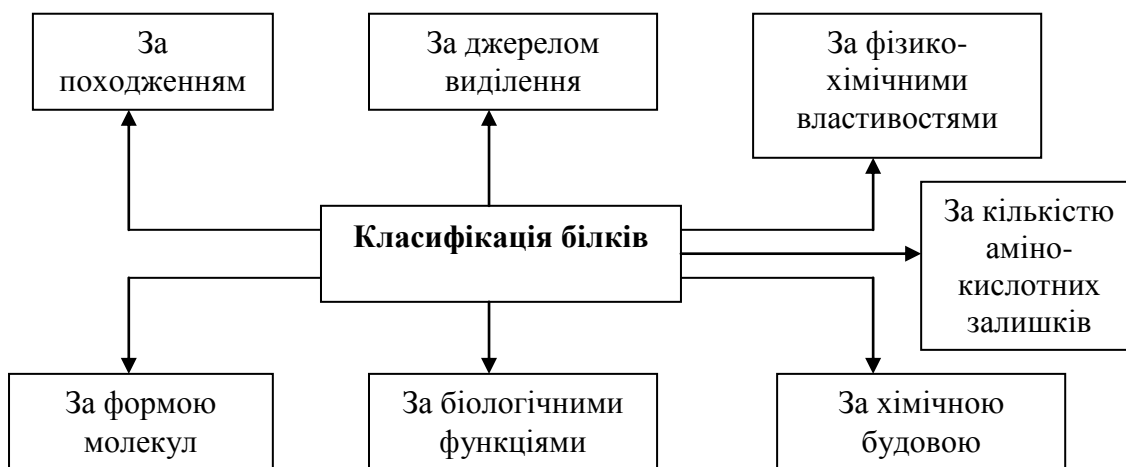 За
походженням
За джерелом
виділення
За фізико-
хімічними
властивостями
Класифікація білків
За кількістю
аміно-
кислотних
залишків
За формою
молекул
За біологічними
функціями
За хімічною
будовою